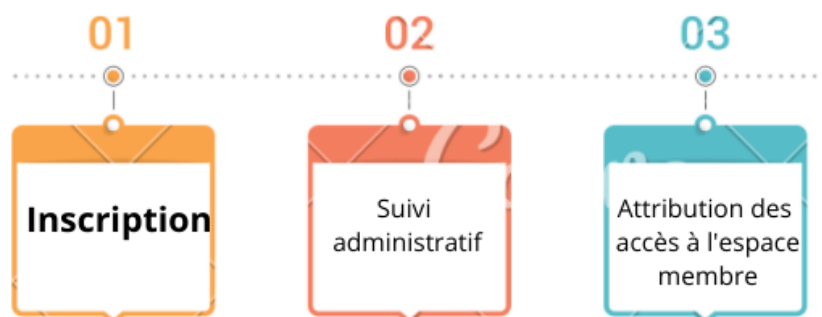 01
02
03
Inscription
Suivi
administratif
Attribution des
accès à l'espace
membre